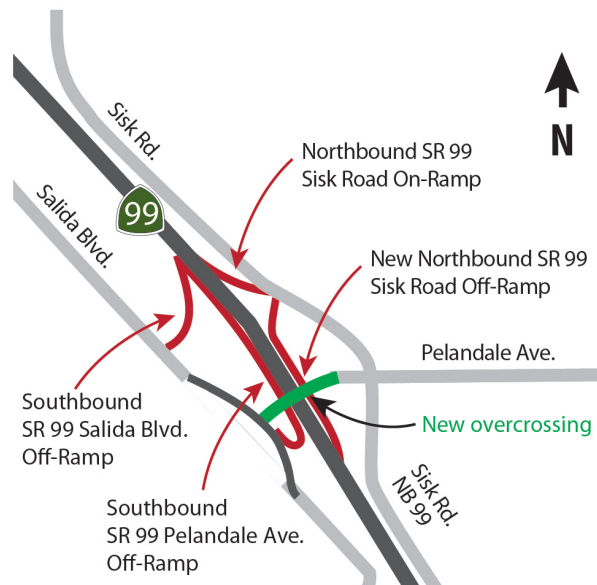 Sisk Rd.
N
Northbound SR 99
Sisk Road On-Ramp
99
Salida Blvd.
New Northbound SR 99
Sisk Road Off-Ramp
Pelandale Ave.
Southbound
SR 99 Salida Blvd.
Off-Ramp
New overcrossing
Sisk Rd.
NB 99
Southbound
SR 99 Pelandale Ave.
Off-Ramp